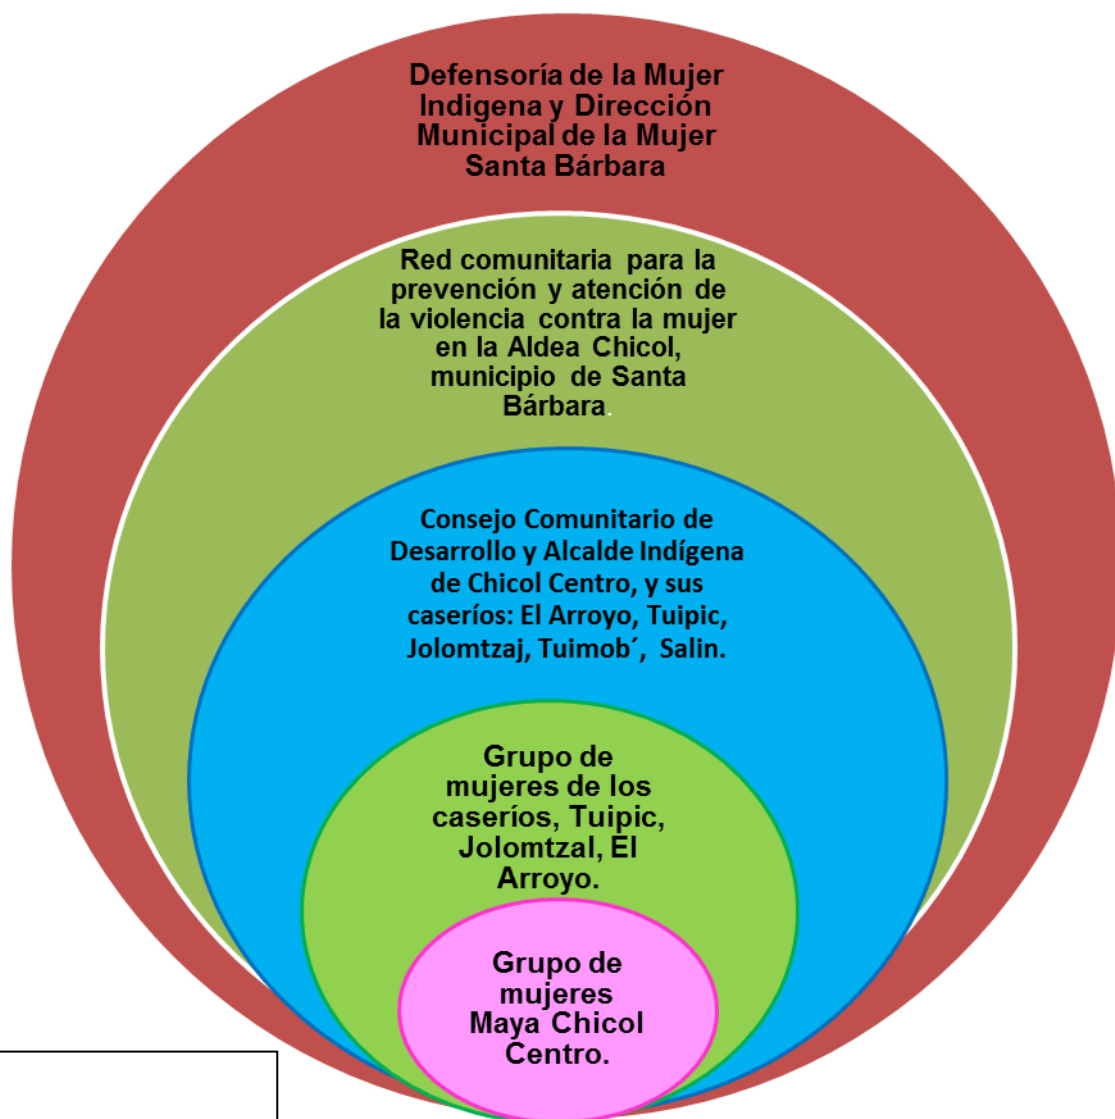 Defensoría de la Mujer
Indigena y Dirección
Municipal de la Mujer
Santa Bárbara
Red comunitaria para la
prevención y atención de
la violencia contra la mujer
en la Aldea Chicol,
municipio de Santa
Bárbara.
Consejo Comunitario de
Desarrollo y Alcalde Indígena
de Chicol Centro, y sus
caseríos: El Arroyo, Tuipic,
Jolomtzaj, Tuimob´, Salin.
Grupo de
mujeres de los
caseríos, Tuipic,
Jolomtzal, El
Arroyo.
Grupo de
mujeres
Maya Chicol
Centro.